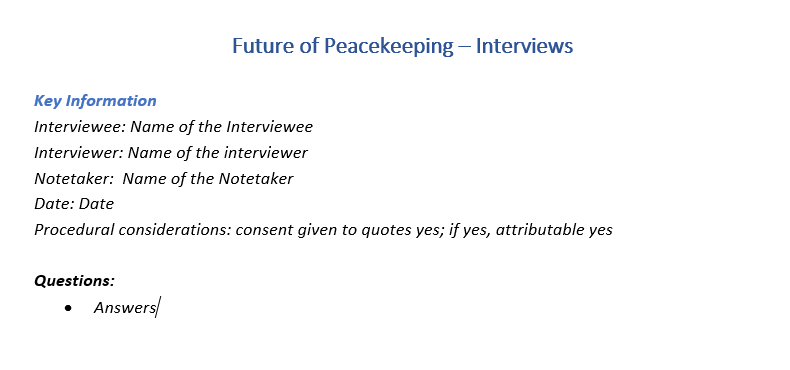 Future of Peacekeeping – Interviews
Key Information
Interviewee: Name of the Interviewee
Interviewer: Name of the interviewer
Notetaker:  Name of the Notetaker
Date: Date
Procedural considerations: consent given to quotes yes; if yes, attributable yes
Questions:
• Answers